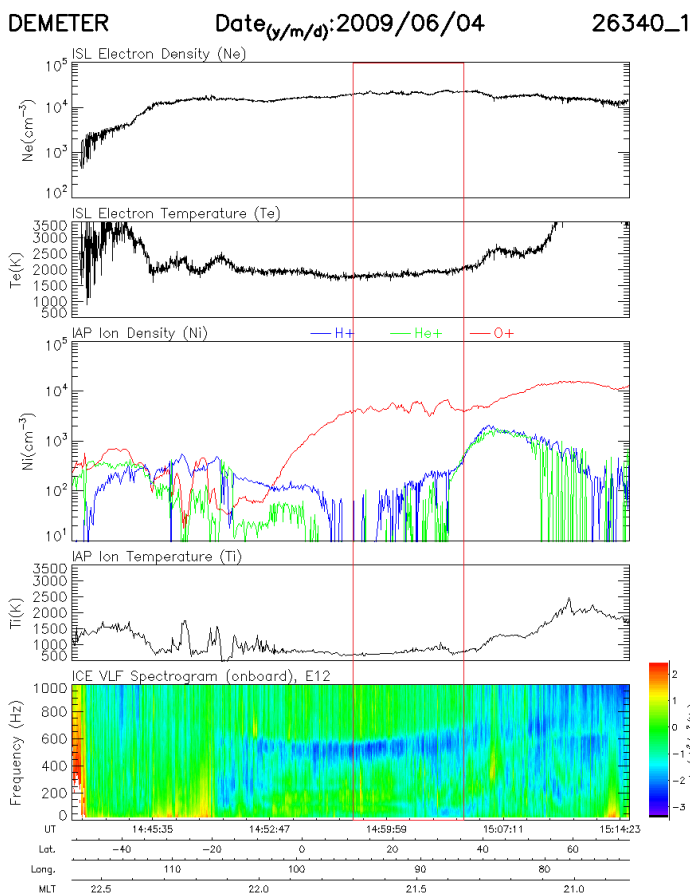 DEMETER Date(y/m/d):2009/06/04 26340_1
ISL Electron Density (Ne)
10^5
10^4
10^3
10^2
Ne(cm^-3)
ISL Electron Temperature (Te)
3500
3000
2500
2000
1500
1000
500
Te(K)
IAP Ion Density (Ni) H+ He+ O+
10^5
10^4
10^3
10^2
10^1
Ni(cm^-3)
IAP Ion Temperature (Ti)
3500
3000
2500
2000
1500
1000
500
Ti(K)
ICE VLF Spectrogram (onboard), E12
1000
800
600
400
200
0
Frequency (Hz)
2
1
0
-1
-2
-3
UT 14:45:35 14:52:47 14:59:59 15:07:11 15:14:23
Lat. -40 -20 0 20 40 60
Long. 110 100 90 80
MLT 22.5 22.0 21.5 21.0